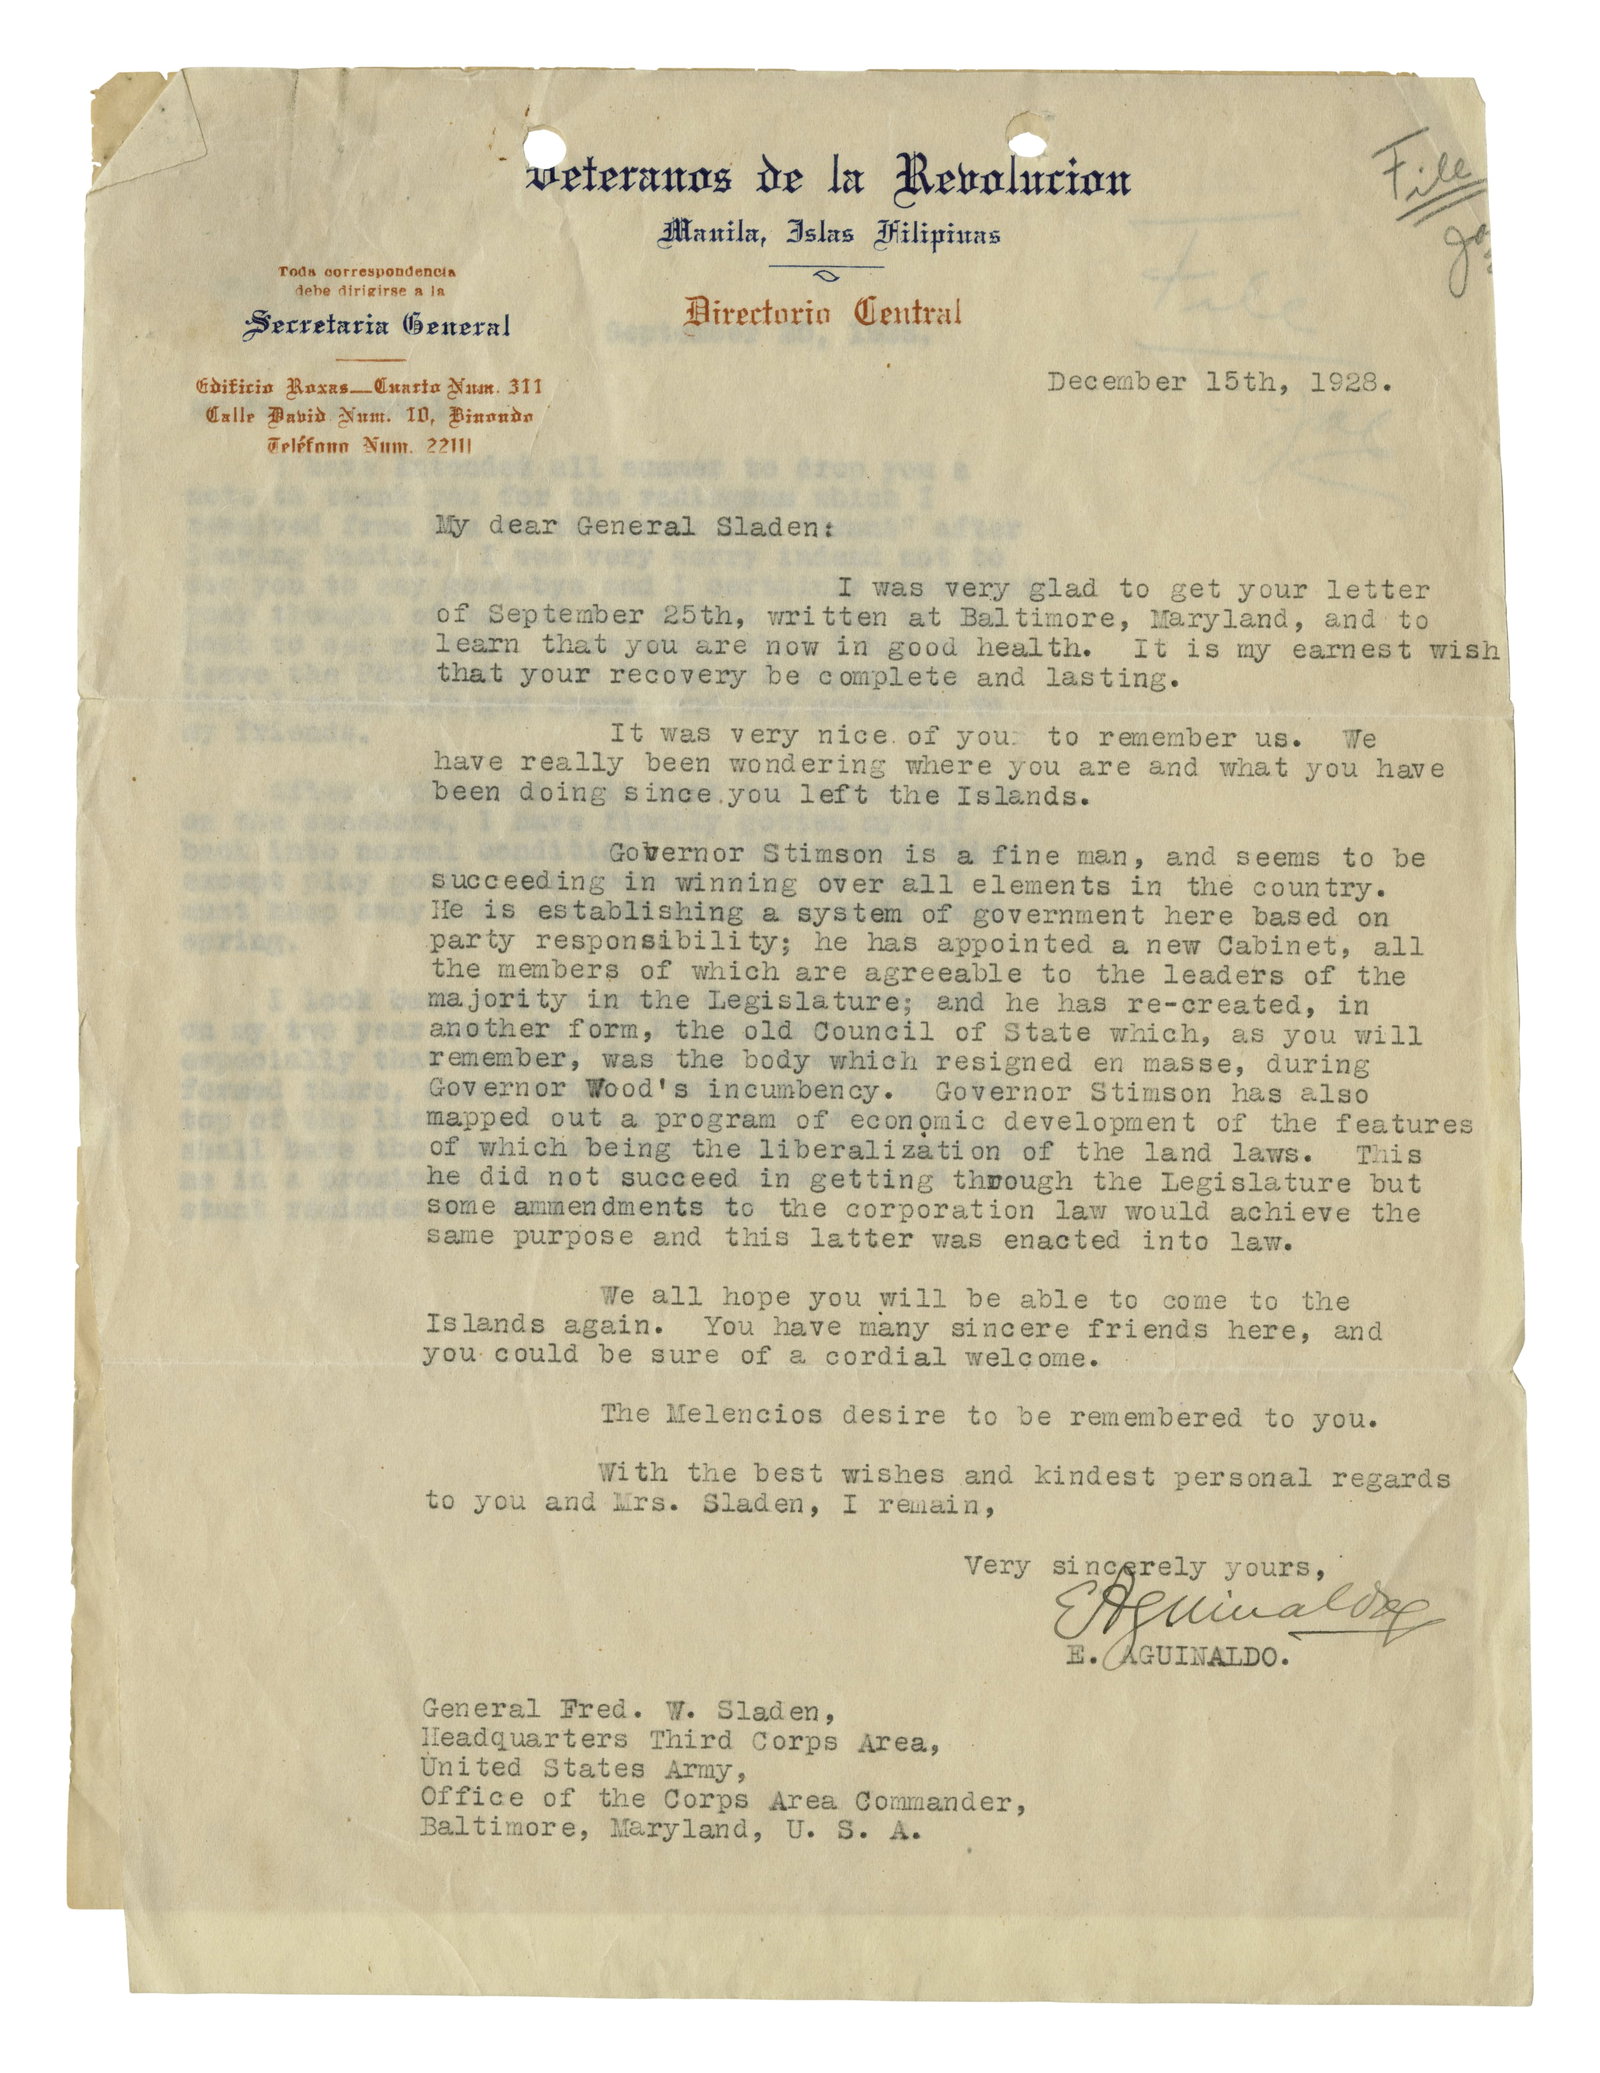 Veteranos de la Revolucion
Manila, Islas Filipinas
Directorio Central
Toda correspondencia
debe dirigirse a la
Secretaria General
Edificio Roxas—Cuarto Num. 311
Calle David Num. 10, Binondo
Teléfono Num. 22111
File
December 15th, 1928.
My dear General Sladen:
I was very glad to get your letter
of September 25th, written at Baltimore, Maryland, and to
learn that you are now in good health. It is my earnest wish
that your recovery be complete and lasting.
It was very nice of you to remember us. We
have really been wondering where you are and what you have
been doing since you left the Islands.
Governor Stimson is a fine man, and seems to be
succeeding in winning over all elements in the country.
He is establishing a system of government here based on
party responsibility; he has appointed a new Cabinet, all
the members of which are agreeable to the leaders of the
majority in the Legislature; and he has re-created, in
another form, the old Council of State which, as you will
remember, was the body which resigned en masse, during
Governor Wood's incumbency. Governor Stimson has also
mapped out a program of economic development of the features
of which being the liberalization of the land laws. This
he did not succeed in getting through the Legislature but
some ammendments to the corporation law would achieve the
same purpose and this latter was enacted into law.
We all hope you will be able to come to the
Islands again. You have many sincere friends here, and
you could be sure of a cordial welcome.
The Melencios desire to be remembered to you.
With the best wishes and kindest personal regards
to you and Mrs. Sladen, I remain,
Very sincerely yours,
E Aguinaldo
E. AGUINALDO.
General Fred. W. Sladen,
Headquarters Third Corps Area,
United States Army,
Office of the Corps Area Commander,
Baltimore, Maryland, U. S. A.